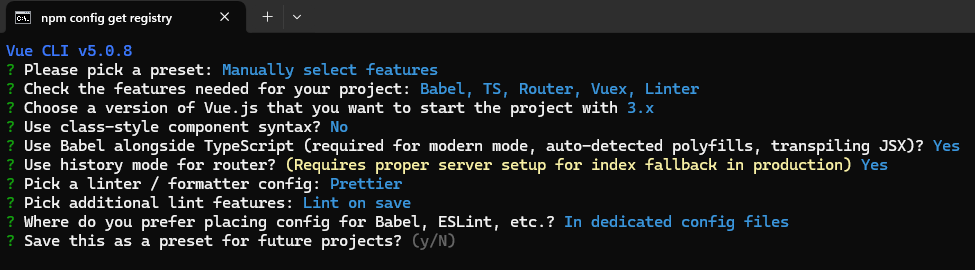 npm config get registry
Vue CLI v5.0.8
? Please pick a preset: Manually select features
? Check the features needed for your project: Babel, TS, Router, Vuex, Linter
? Choose a version of Vue.js that you want to start the project with 3.x
? Use class-style component syntax? No
? Use Babel alongside TypeScript (required for modern mode, auto-detected polyfills, transpiling JSX)? Yes
? Use history mode for router? (Requires proper server setup for index fallback in production) Yes
? Pick a linter / formatter config: Prettier
? Pick additional lint features: Lint on save
? Where do you prefer placing config for Babel, ESLint, etc.? In dedicated config files
? Save this as a preset for future projects? (y/N)